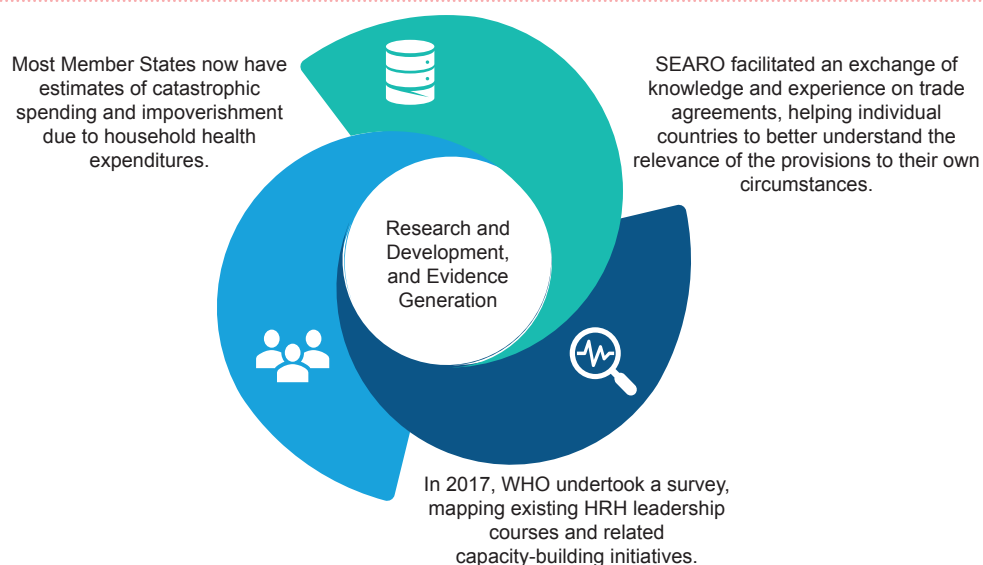 Most Member States now have
estimates of catastrophic
spending and impoverishment
due to household health
expenditures.
SEARO facilitated an exchange of
knowledge and experience on trade
agreements, helping individual
countries to better understand the
relevance of the provisions to their own
circumstances.
Research and
Development,
and Evidence
Generation
In 2017, WHO undertook a survey,
mapping existing HRH leadership
courses and related
capacity-building initiatives.